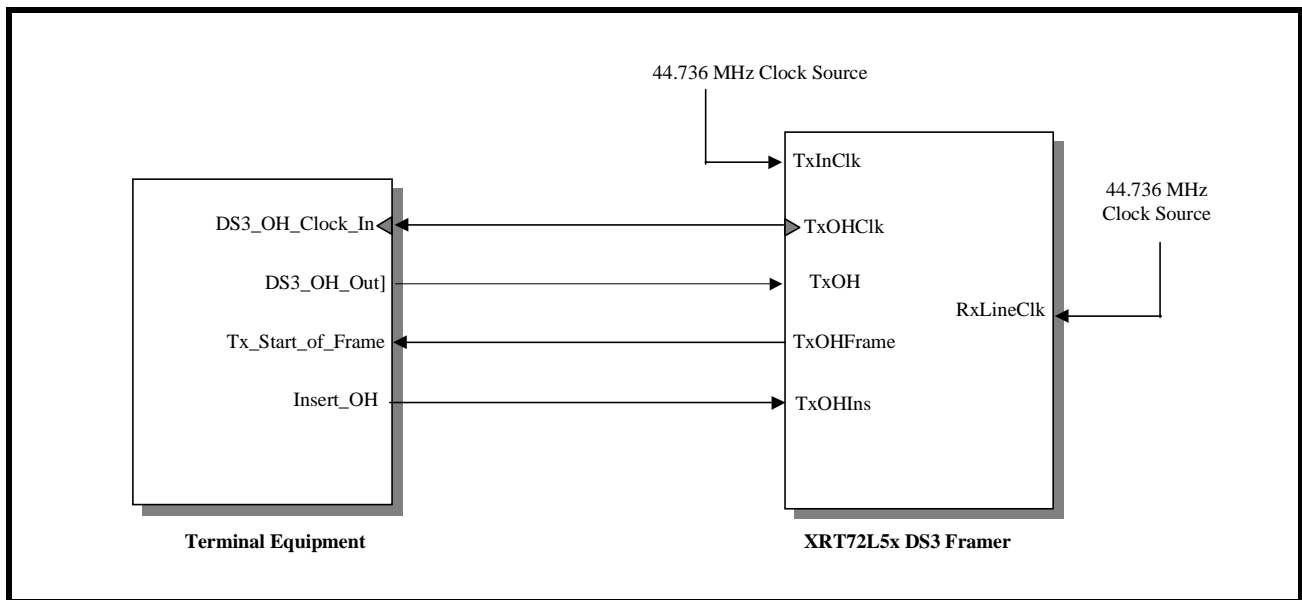 44.736 MHz Clock Source
TxInClk
44.736 MHz
Clock Source
DS3_OH_Clock_In
TxOHClk
DS3_OH_Out]
TxOH
RxLineClk
Tx_Start_of_Frame
TxOHFrame
Insert_OH
TxOHIns
Terminal Equipment
XRT72L5x DS3 Framer